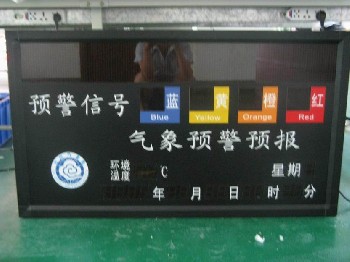 预警信号 蓝 黄 橙 红
Blue Yellow Orange Red
气象预警预报
环境温度 ℃ 星期
年 月 日 时 分